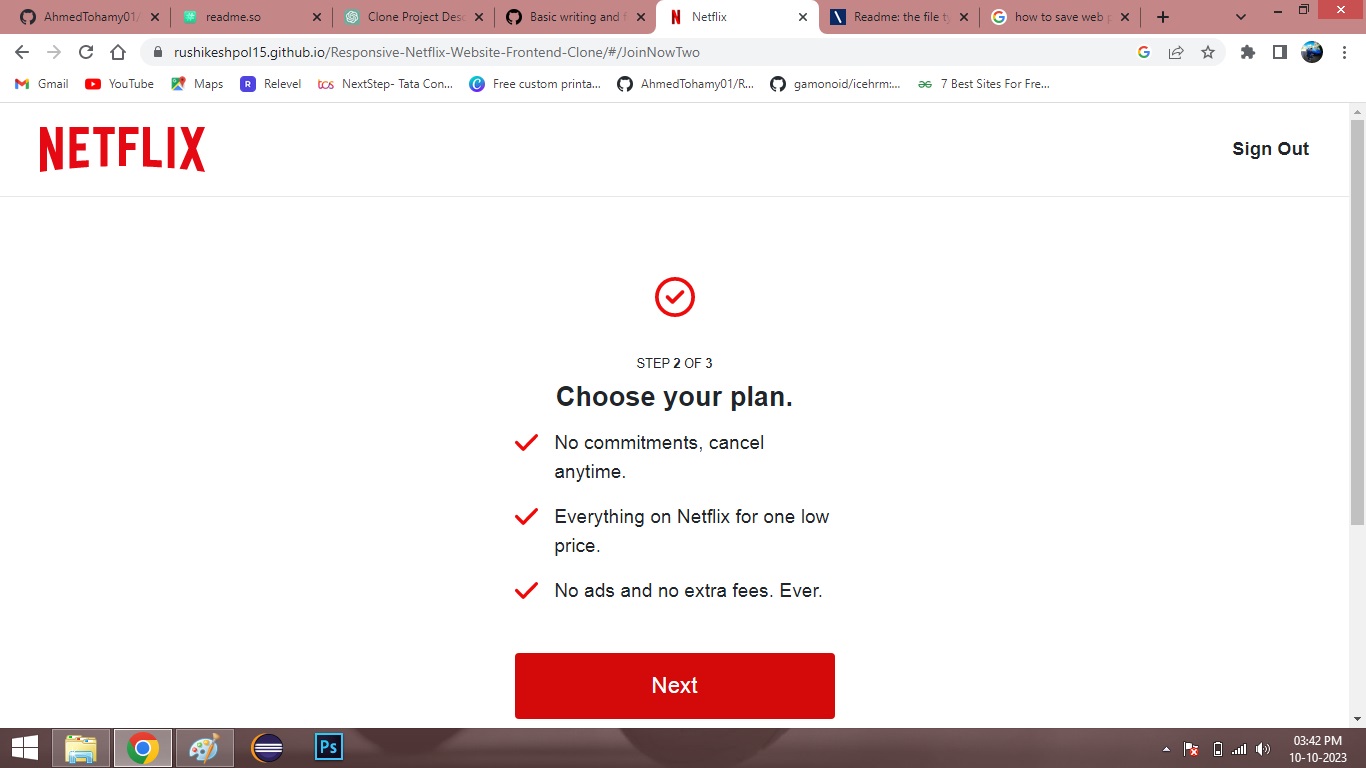 AhmedTohamy01/
readme.so
Clone Project Desc
Basic writing and f
Netflix
Readme: the file ty
how to save web p
rushikeshpol15.github.io/Responsive-Netflix-Website-Frontend-Clone/#/JoinNowTwo
Gmail
YouTube
Maps
Relevel
NextStep- Tata Con...
Free custom printa...
AhmedTohamy01/R...
gamonoid/icehrm:...
7 Best Sites For Fre...
NETFLIX
Sign Out
STEP 2 OF 3
Choose your plan.
No commitments, cancel
anytime.
Everything on Netflix for one low
price.
No ads and no extra fees. Ever.
Next
Ps
03:42 PM
10-10-2023